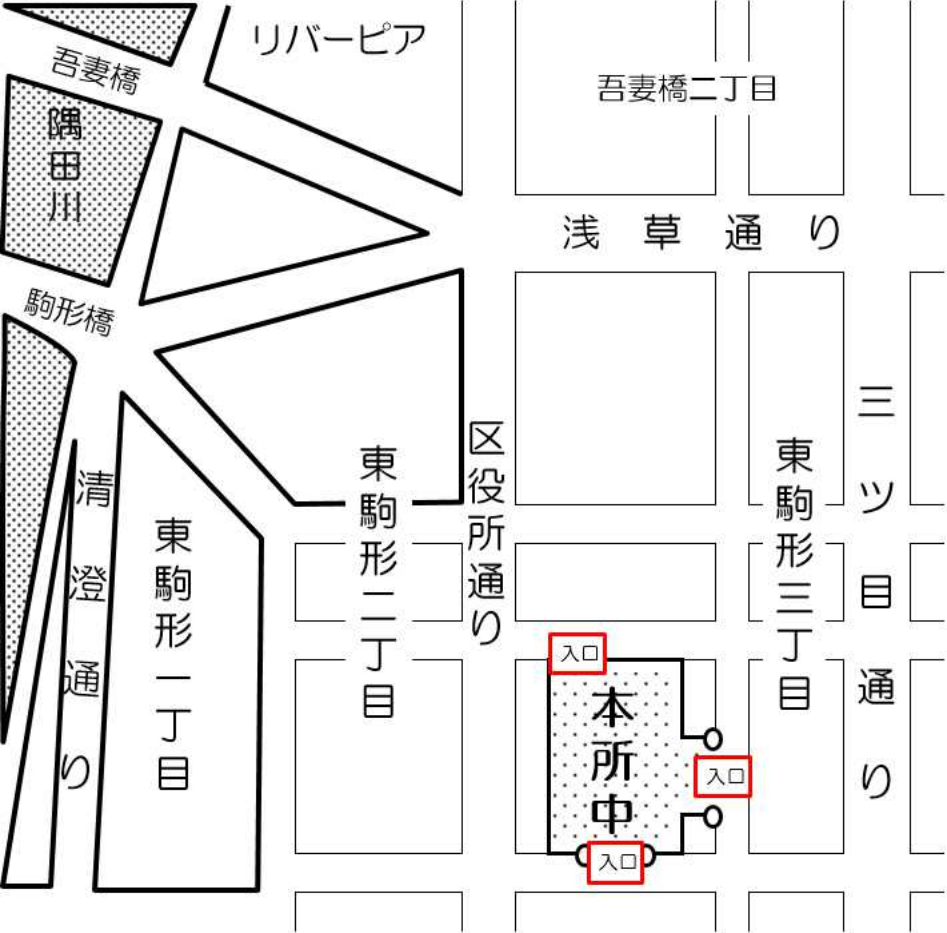 リバーピア
吾妻橋
吾妻橋二丁目
隅田川
浅草通り
駒形橋
区役所通り
三ツ目通り
東駒形二丁目
東駒形三丁目
清澄通り
東駒形一丁目
入口
本所中
入口
入口